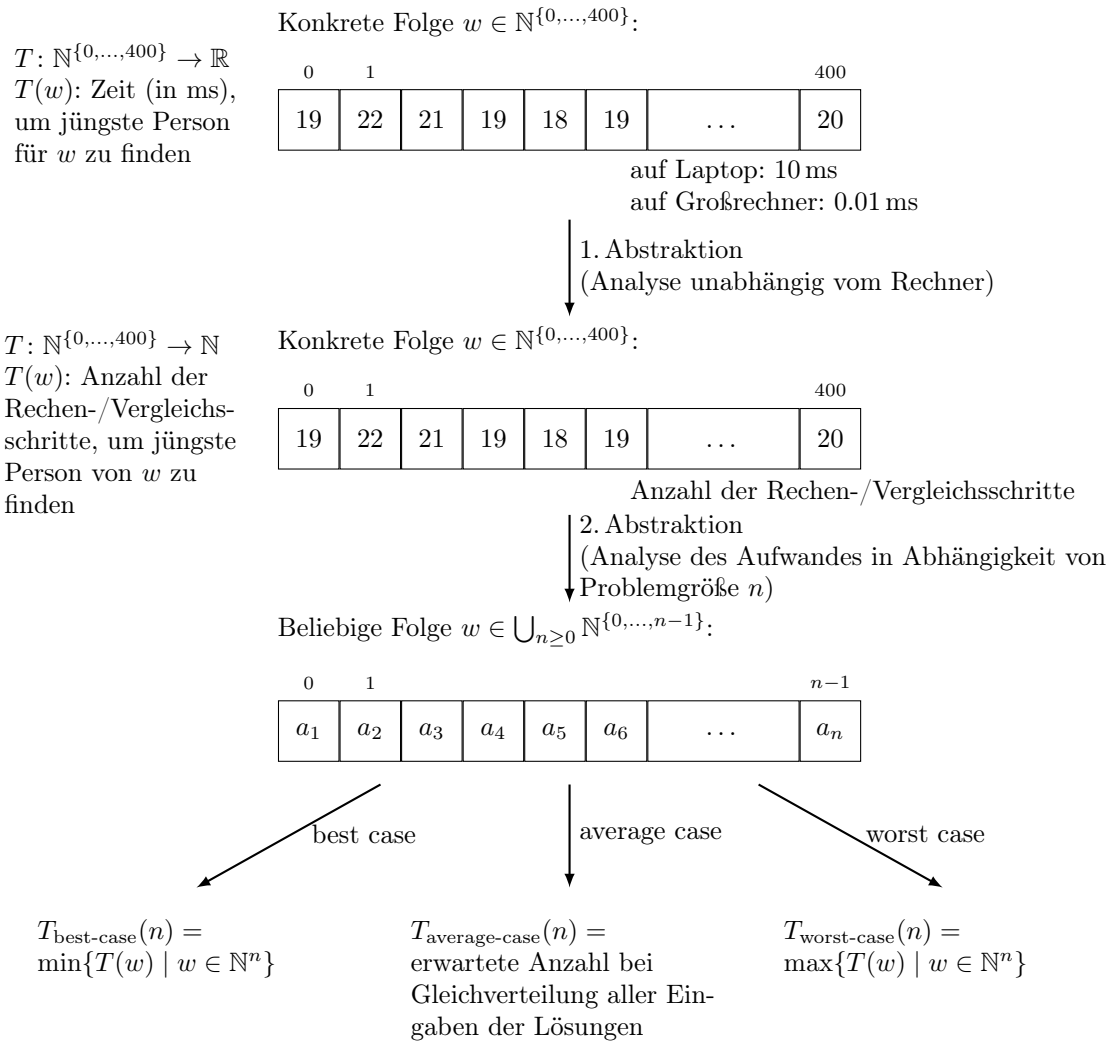 Konkrete Folge w ∈ ℕ^{0,...,400}:
T: ℕ^{0,...,400} → ℝ
T(w): Zeit (in ms),
um jüngste Person
für w zu finden
0 1 400
19 22 21 19 18 19 ... 20
auf Laptop: 10 ms
auf Großrechner: 0.01 ms
1. Abstraktion
(Analyse unabhängig vom Rechner)
Konkrete Folge w ∈ ℕ^{0,...,400}:
T: ℕ^{0,...,400} → ℕ
T(w): Anzahl der
Rechen-/Vergleichs-
schritte, um jüngste
Person von w zu
finden
0 1 400
19 22 21 19 18 19 ... 20
Anzahl der Rechen-/Vergleichsschritte
2. Abstraktion
(Analyse des Aufwandes in Abhängigkeit von
Problemgröße n)
Beliebige Folge w ∈ ⋃_{n≥0} ℕ^{0,...,n−1}:
0 1 n−1
a₁ a₂ a₃ a₄ a₅ a₆ ... aₙ
best case
average case
worst case
T_best-case(n) =
min{T(w) | w ∈ ℕⁿ}
T_average-case(n) =
erwartete Anzahl bei
Gleichverteilung aller Ein-
gaben der Lösungen
T_worst-case(n) =
max{T(w) | w ∈ ℕⁿ}